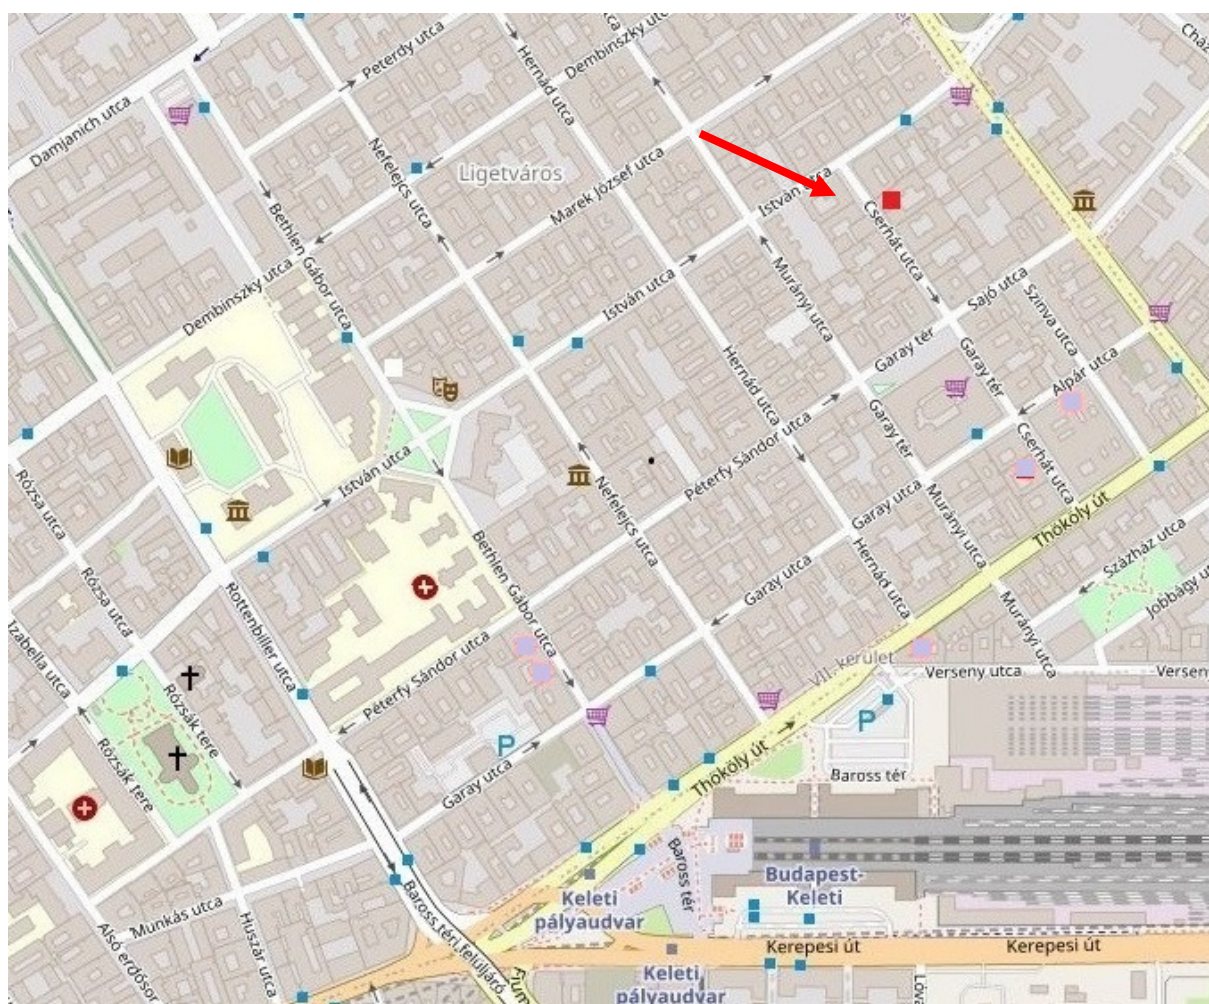 Peterdy utca
Hernád utca
Dembinszky utca
Damjanich utca
Nefelejcs utca
Ligetváros
Marek József utca
István utca
Bethlen Gábor utca
Cserhát utca
Dembinszky utca
István utca
Murányi utca
Sajó utca
Szinva utca
Hernád utca
Garay tér
Garay tér
Alpár utca
Garay tér
Péterfy Sándor utca
Cserhát utca
István utca
Rózsa utca
Nefelejcs utca
Garay utca
Murányi utca
Thököly út
Százház utca
Jobbágy u
Bethlen Gábor utca
Hernád utca
Garay utca
Rózsa utca
Rottenbiller utca
Izabella utca
Murányi utca
VII. kerület
Verseny utca
Versen
Péterfy Sándor utca
Rózsák tere
P
P
Rózsák tere
Garay utca
Thököly út
Baross tér
Baross tér
Budapest-
Keleti
Keleti
pályaudvar
Munkás utca
Huszár utca
Alsó erdősor
Baross téri felüljáró
Kerepesi út
Kerepesi út
Keleti
pályaudvar
Fium
Lóva